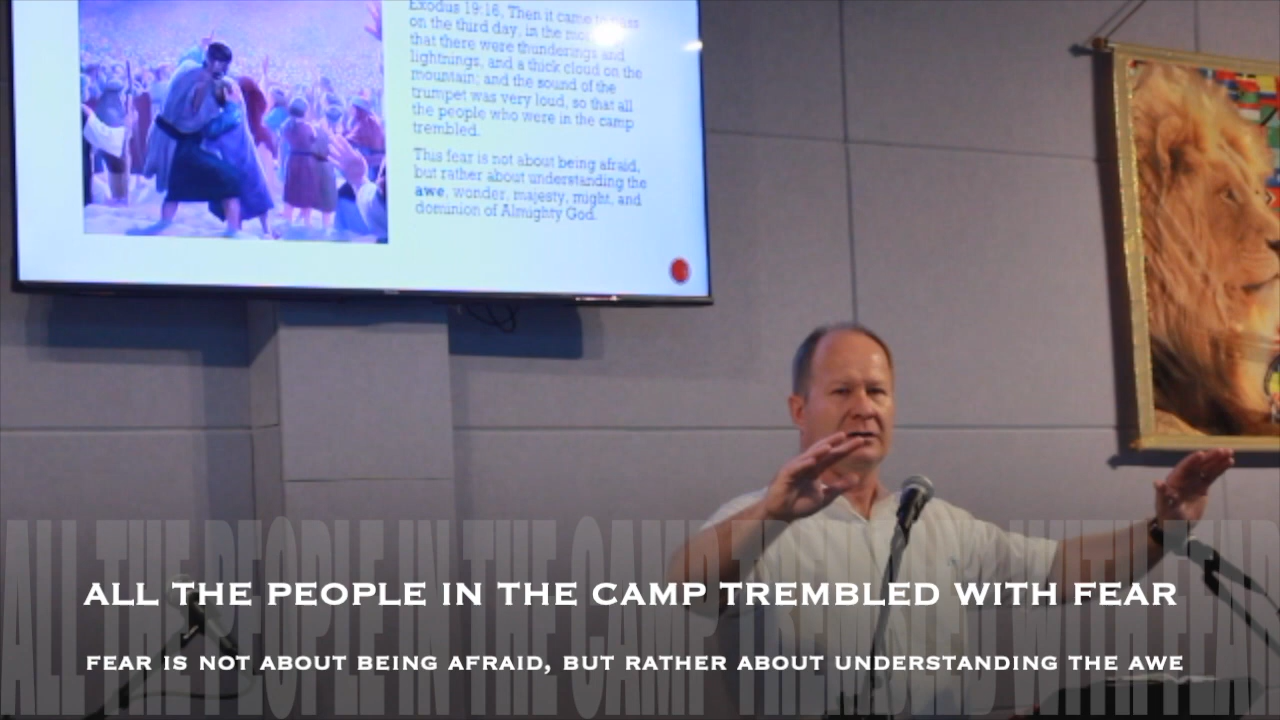 Exodus 19:16, Then it came to pass
on the third day, in the mo
that there were thunderings and
lightnings, and a thick cloud on the
mountain; and the sound of the
trumpet was very loud, so that all
the people who were in the camp
trembled.
This fear is not about being afraid,
but rather about understanding the
awe, wonder, majesty, might, and
dominion of Almighty God.
ALL THE PEOPLE IN THE CAMP TREMBLED WITH FEAR
ALL THE PEOPLE IN THE CAMP TREMBLED WITH FEAR
FEAR IS NOT ABOUT BEING AFRAID, BUT RATHER ABOUT UNDERSTANDING THE AWE